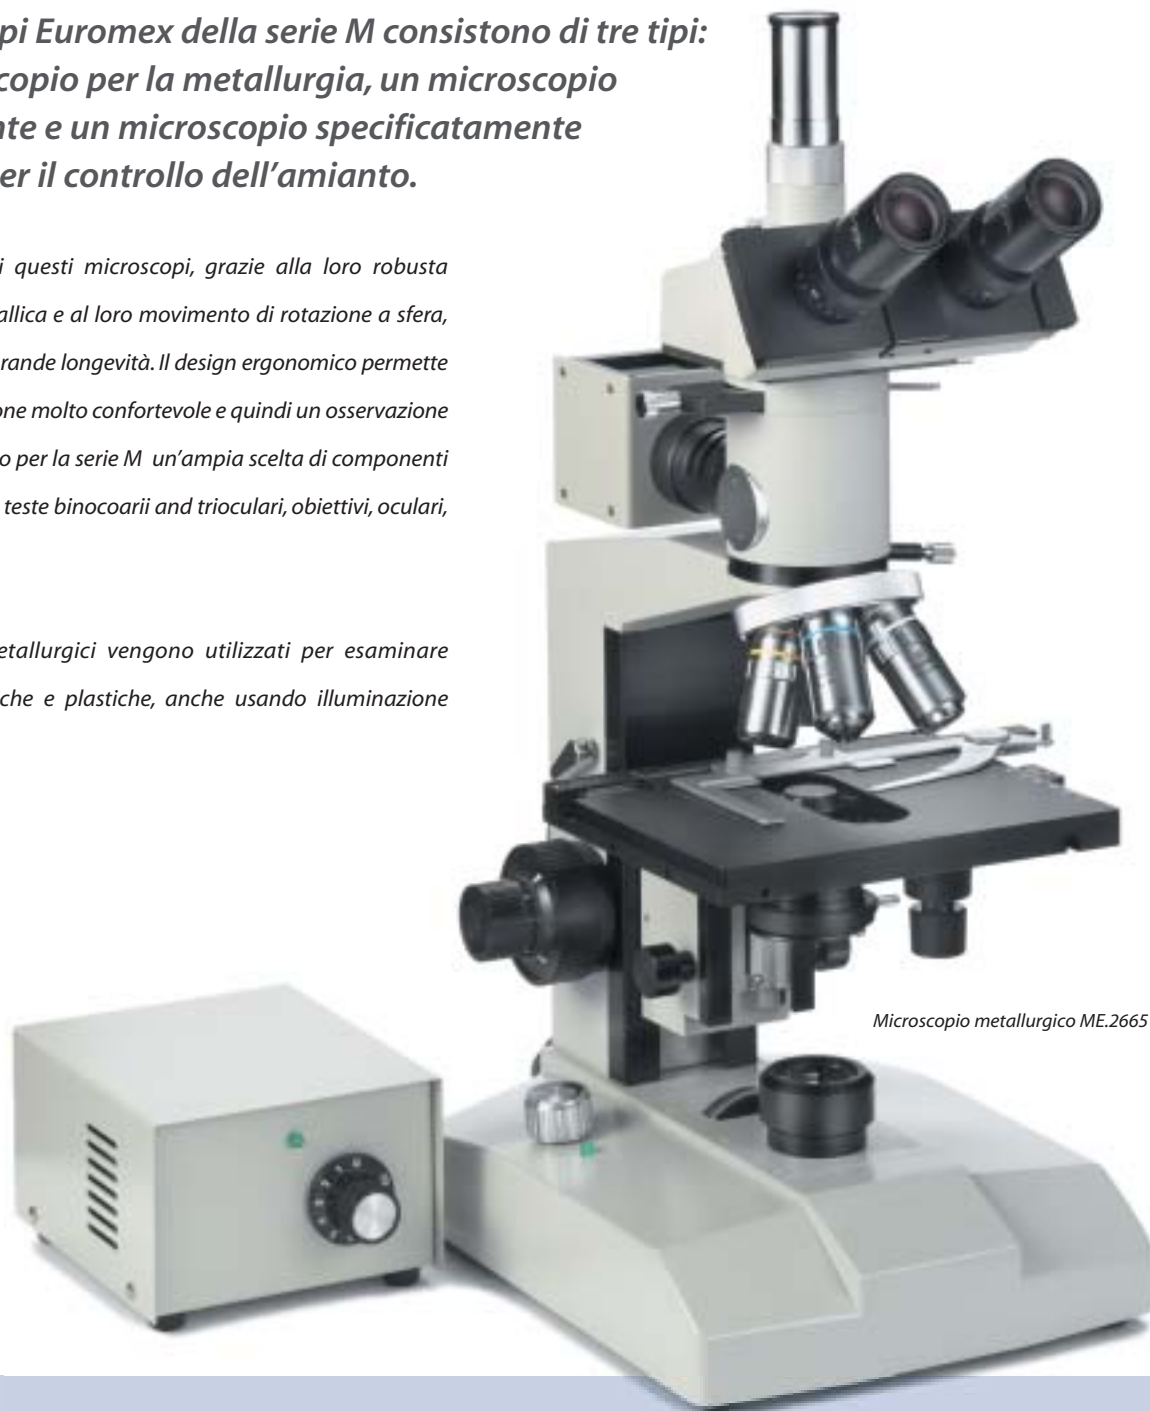 pi Euromex della serie M consistono di tre tipi:
copio per la metallurgia, un microscopio
nte e un microscopio specificatamente
er il controllo dell'amianto.
i questi microscopi, grazie alla loro robusta
allica e al loro movimento di rotazione a sfera,
rande longevità. Il design ergonomico permette
one molto confortevole e quindi un osservazione
o per la serie M un'ampia scelta di componenti
teste binocoarii and trioculari, obiettivi, oculari,
etallurgici vengono utilizzati per esaminare
che e plastiche, anche usando illuminazione
Microscopio metallurgico ME.2665